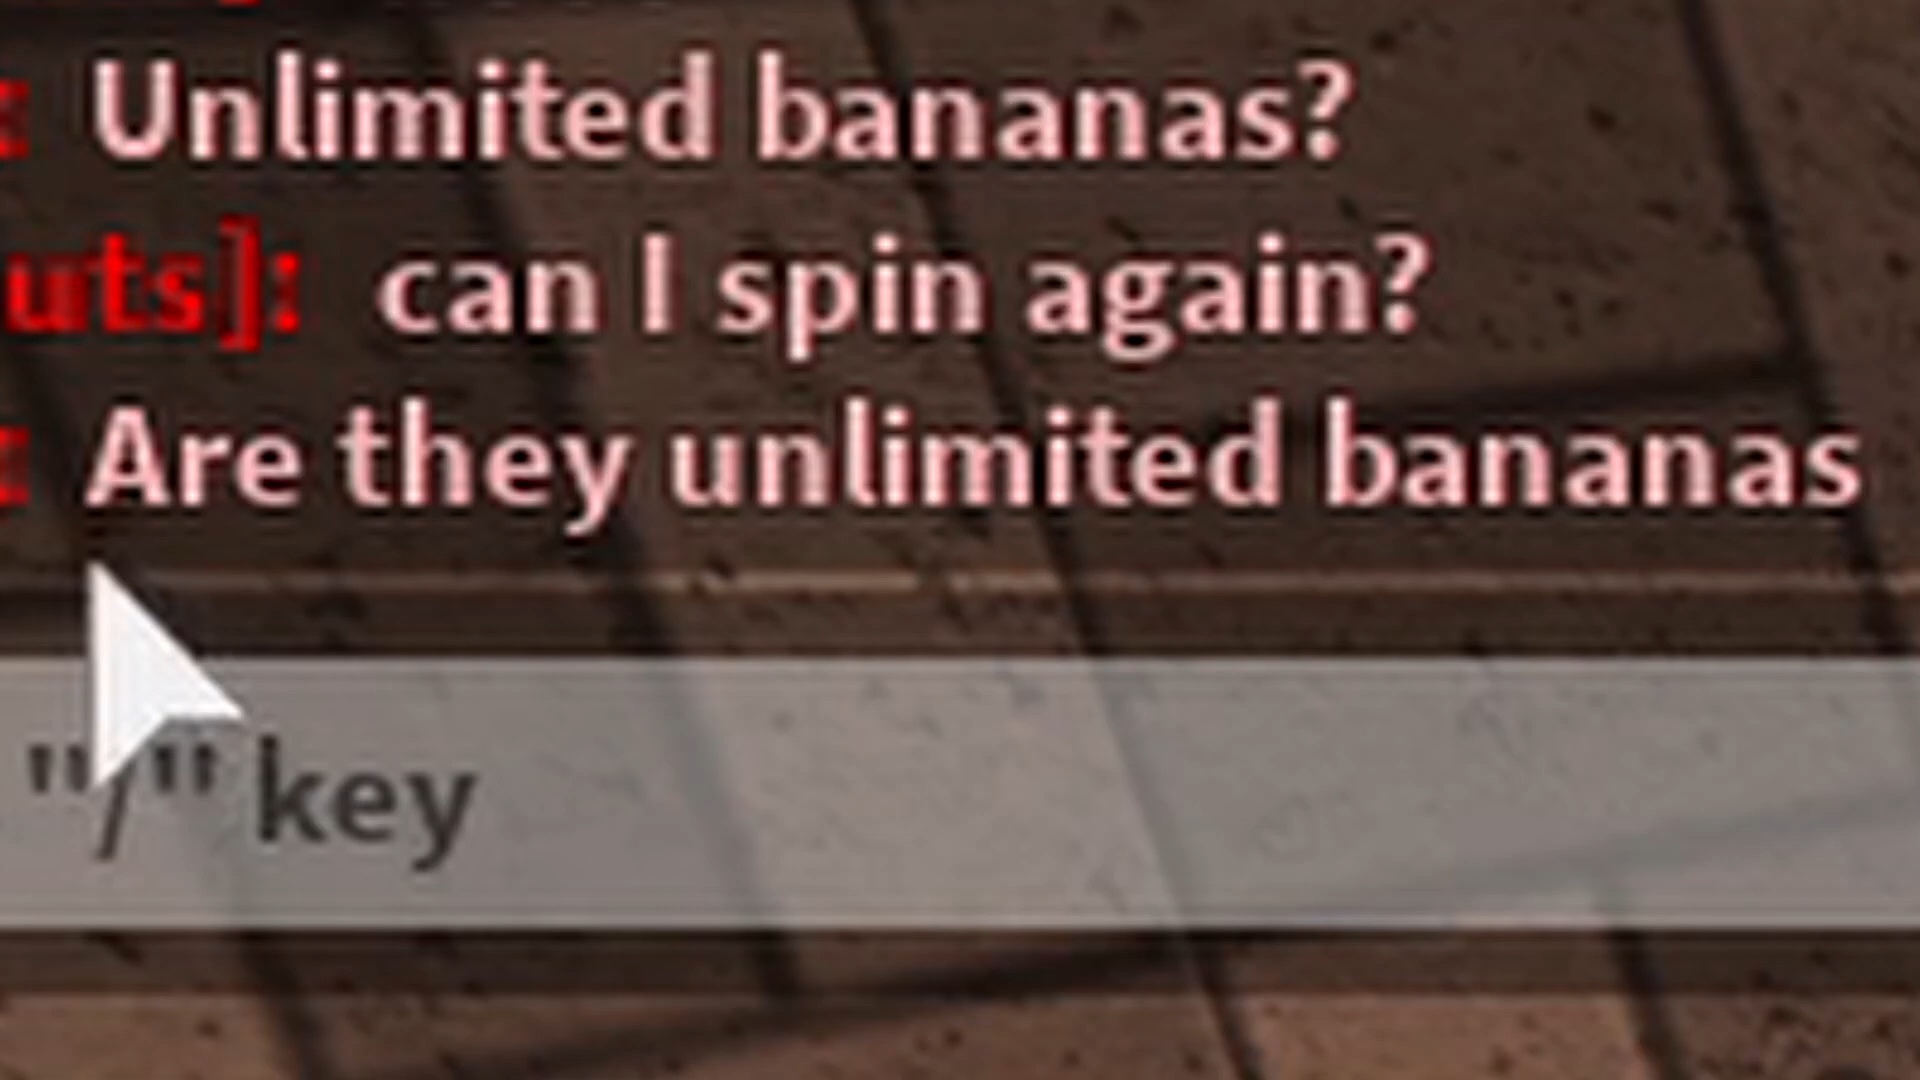 Unlimited bananas?
uts]: can I spin again?
Are they unlimited bananas
"/" key